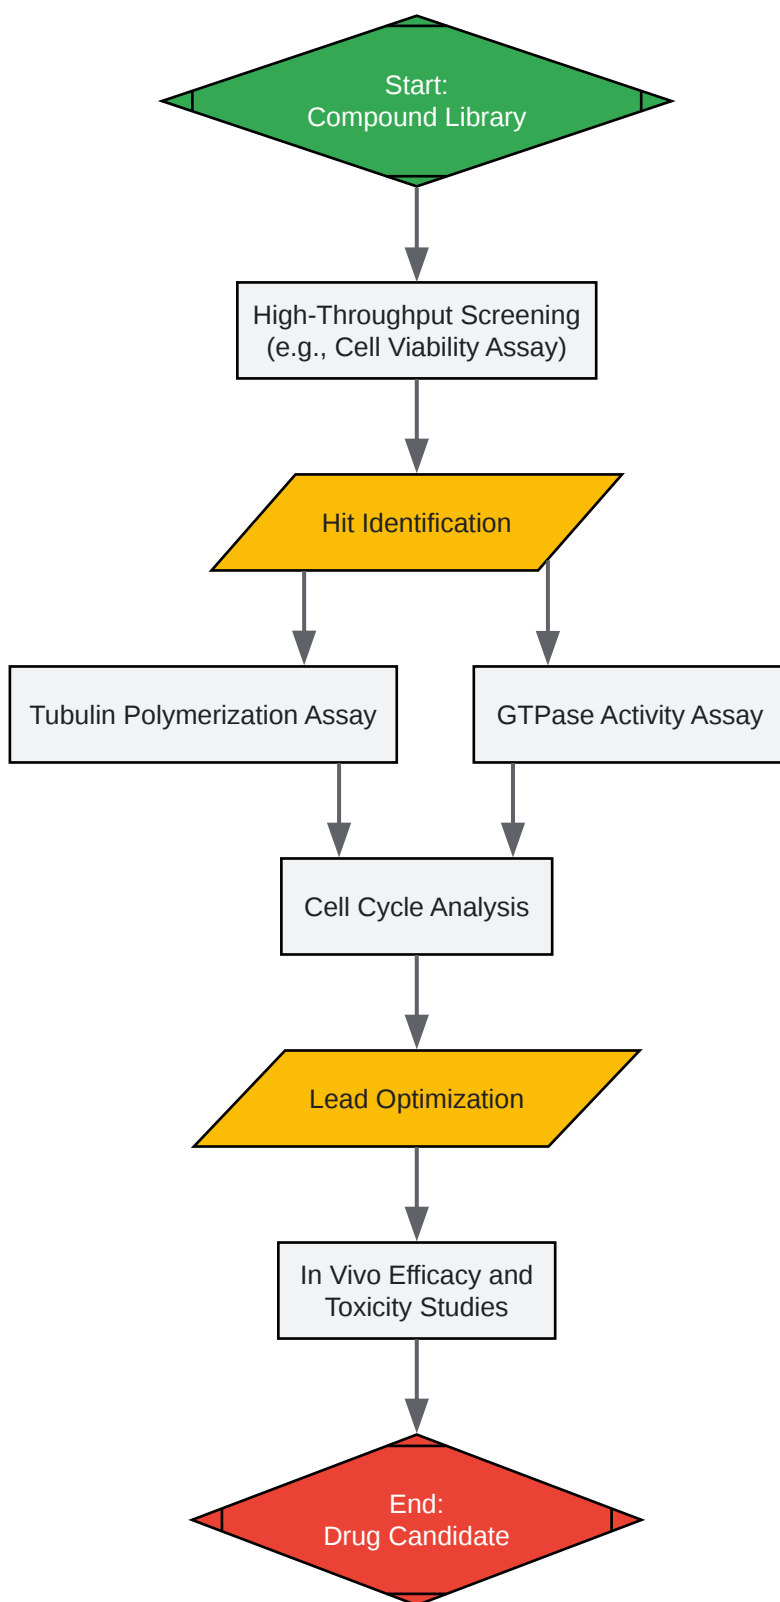 Start:
Compound Library
High-Throughput Screening
(e.g., Cell Viability Assay)
Hit Identification
Tubulin Polymerization Assay
GTPase Activity Assay
Cell Cycle Analysis
Lead Optimization
In Vivo Efficacy and
Toxicity Studies
End:
Drug Candidate